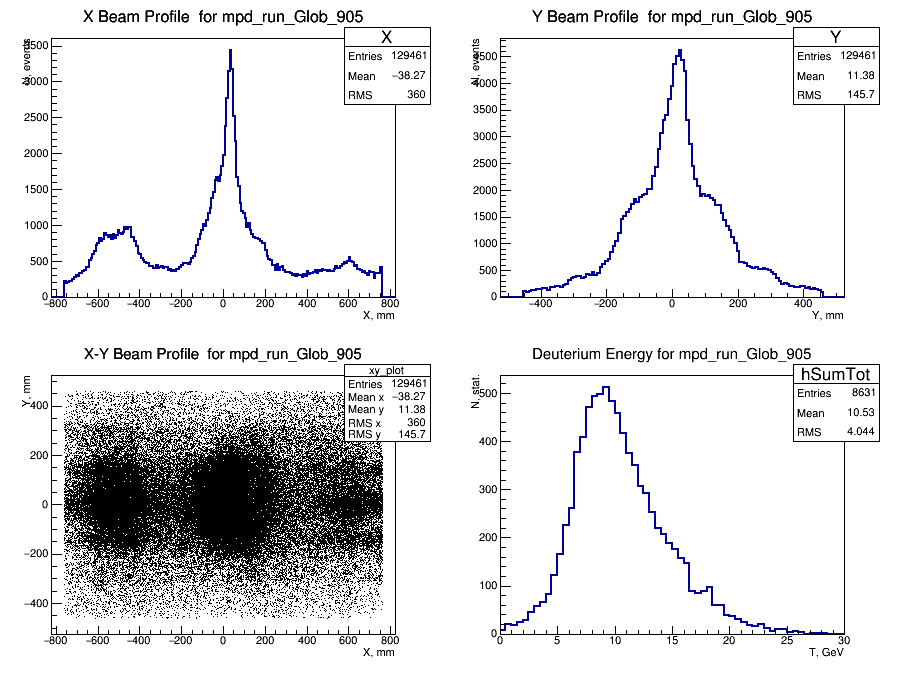 X Beam Profile for mpd_run_Glob_905
N, events
X
Entries 129461
Mean −38.27
RMS 360
3500
3000
2500
2000
1500
1000
500
0
−800 −600 −400 −200 0 200 400 600 800
X, mm
Y Beam Profile for mpd_run_Glob_905
N, events
Y
Entries 129461
Mean 11.38
RMS 145.7
4500
4000
3500
3000
2500
2000
1500
1000
500
0
−400 −200 0 200 400
Y, mm
X-Y Beam Profile for mpd_run_Glob_905
Y, mm
xy_plot
Entries 129461
Mean x −38.27
Mean y 11.38
RMS x 360
RMS y 145.7
400
200
0
−200
−400
−800 −600 −400 −200 0 200 400 600 800
X, mm
Deuterium Energy for mpd_run_Glob_905
N, stat.
hSumTot
Entries 8631
Mean 10.53
RMS 4.044
500
400
300
200
100
0
0 5 10 15 20 25 30
T, GeV